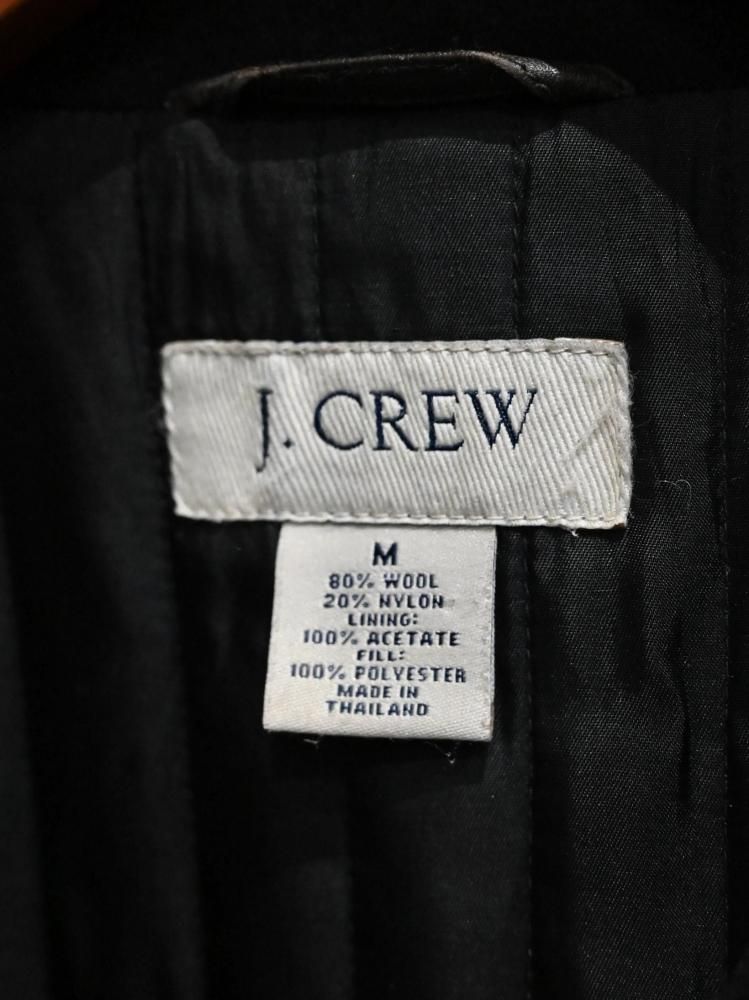 J. CREW
M
80% WOOL
20% NYLON
LINING:
100% ACETATE
FILL:
100% POLYESTER
MADE IN
THAILAND